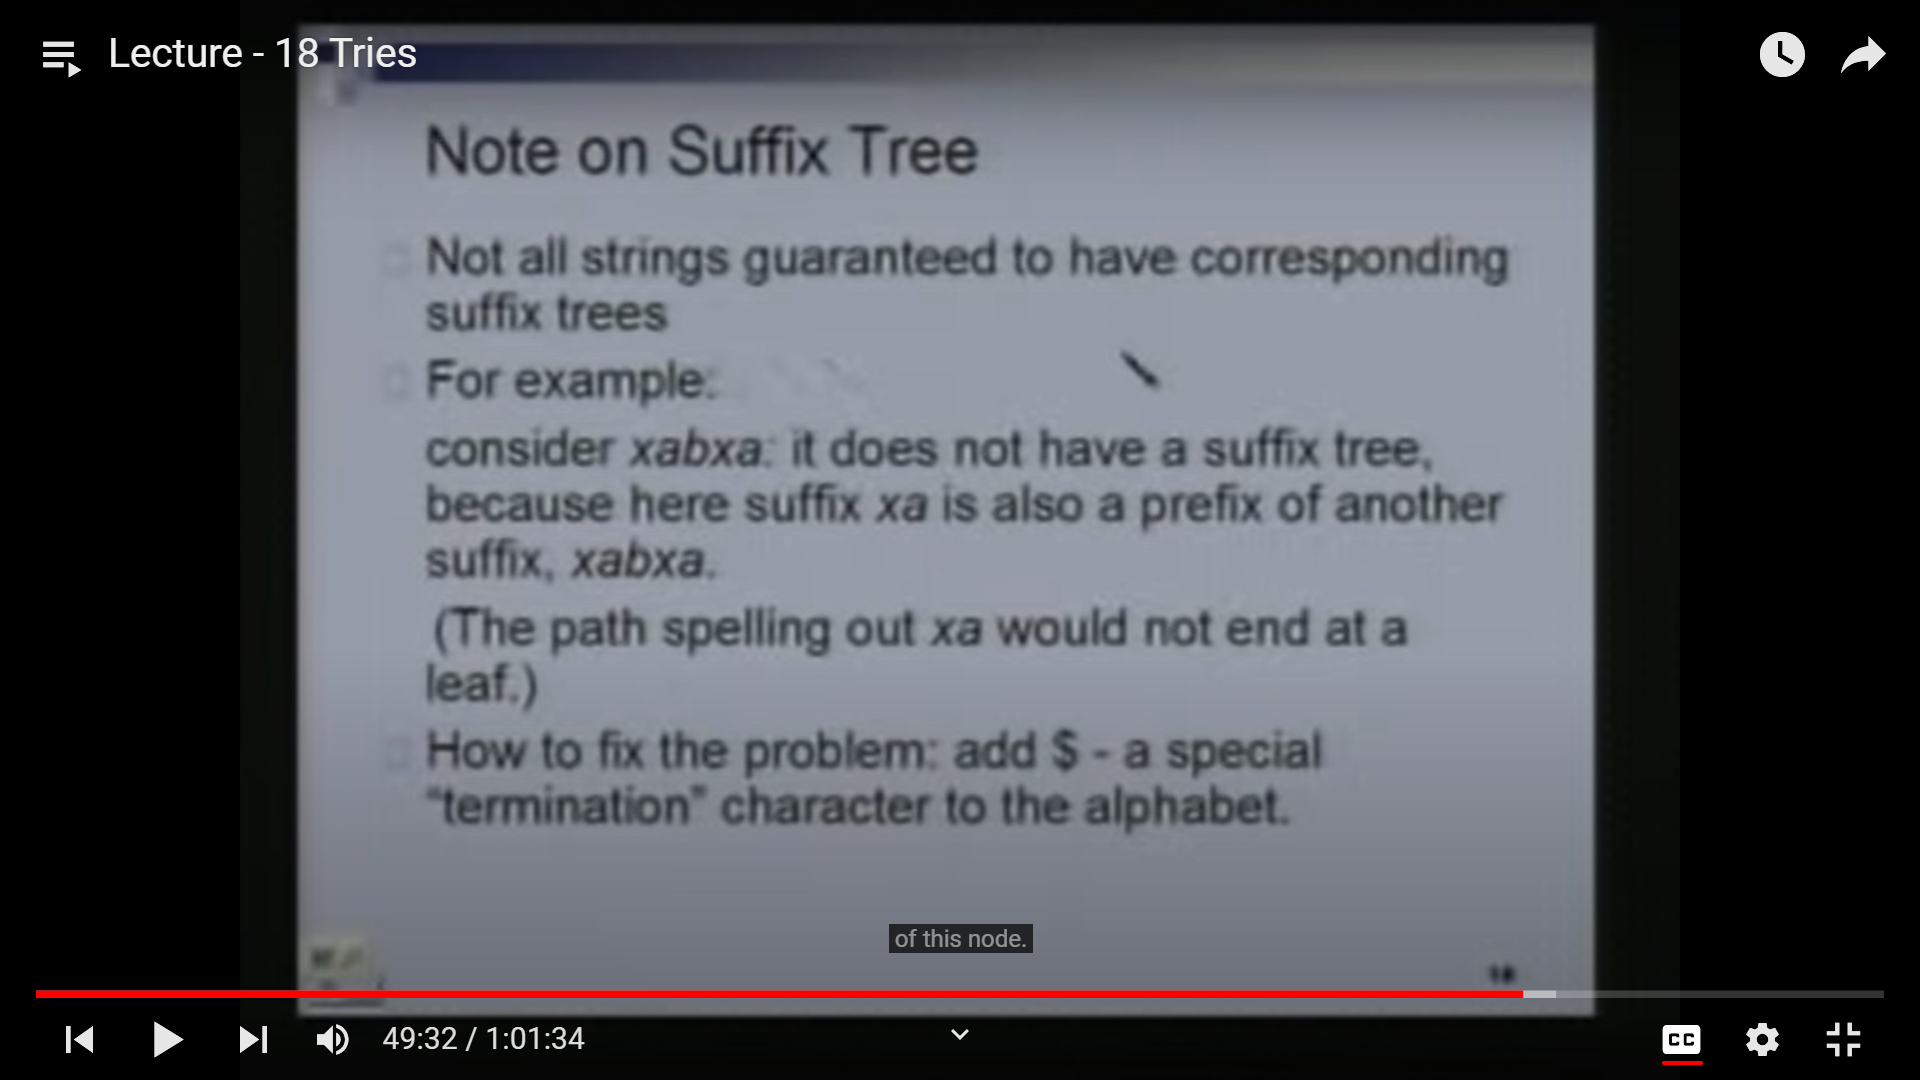 Lecture - 18 Tries
Note on Suffix Tree
Not all strings guaranteed to have corresponding
suffix trees
For example:
consider xabxa: it does not have a suffix tree,
because here suffix xa is also a prefix of another
suffix, xabxa.
(The path spelling out xa would not end at a
leaf.)
How to fix the problem: add $ - a special
“termination” character to the alphabet.
of this node.
49:32 / 1:01:34
CC